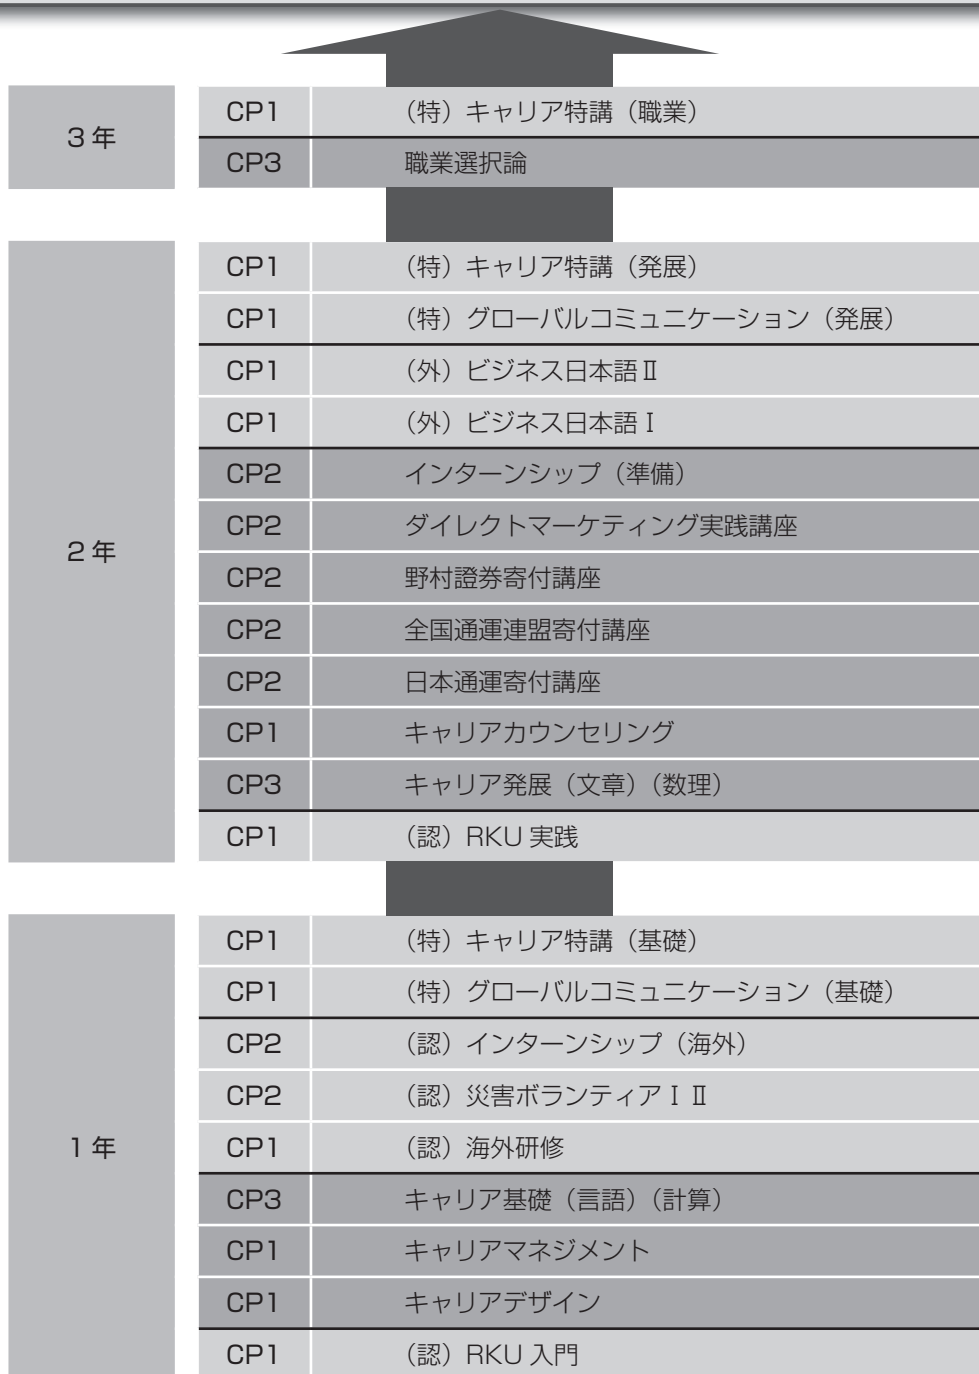 3年
CP1 （特）キャリア特講（職業）
CP3 職業選択論
2年
CP1 （特）キャリア特講（発展）
CP1 （特）グローバルコミュニケーション（発展）
CP1 （外）ビジネス日本語Ⅱ
CP1 （外）ビジネス日本語Ⅰ
CP2 インターンシップ（準備）
CP2 ダイレクトマーケティング実践講座
CP2 野村證券寄付講座
CP2 全国通運連盟寄付講座
CP2 日本通運寄付講座
CP1 キャリアカウンセリング
CP3 キャリア発展（文章）（数理）
CP1 （認）RKU 実践
1年
CP1 （特）キャリア特講（基礎）
CP1 （特）グローバルコミュニケーション（基礎）
CP2 （認）インターンシップ（海外）
CP2 （認）災害ボランティアⅠ Ⅱ
CP1 （認）海外研修
CP3 キャリア基礎（言語）（計算）
CP1 キャリアマネジメント
CP1 キャリアデザイン
CP1 （認）RKU 入門